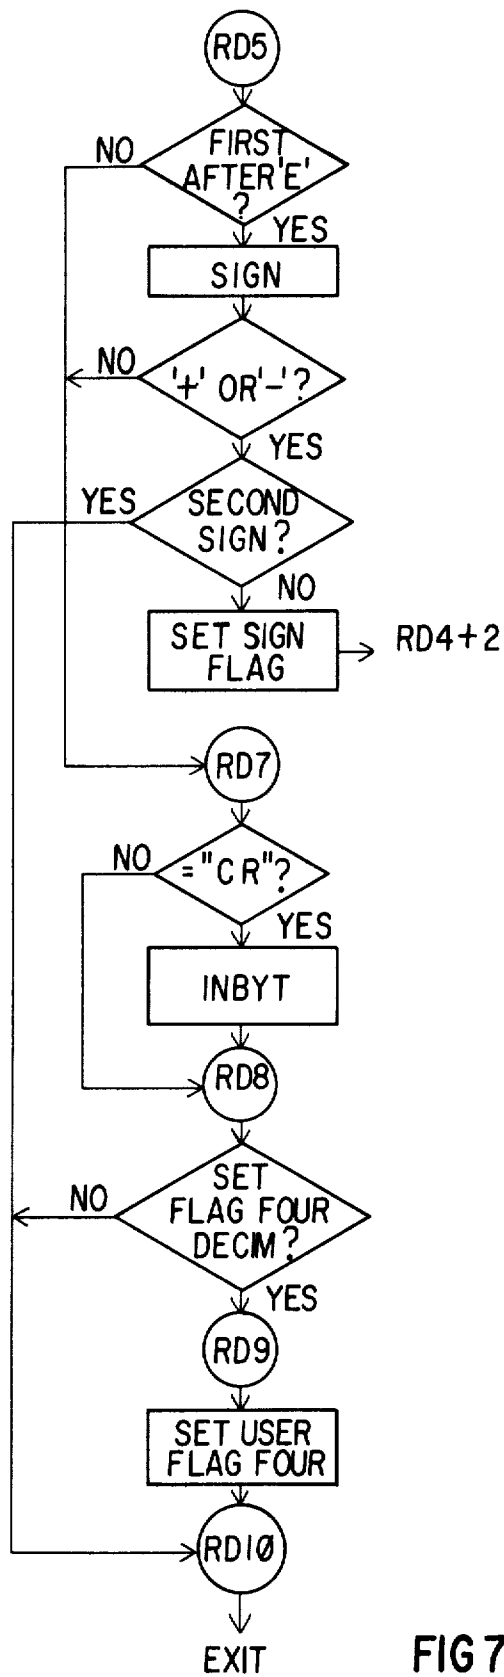 RD5
NO
FIRST
AFTER'E'
?
YES
SIGN
NO
'+' OR '-'?
YES
YES
SECOND
SIGN?
NO
SET SIGN
FLAG
RD4+2
RD7
NO
="CR"?
YES
INBYT
RD8
NO
SET
FLAG FOUR
DECIM?
YES
RD9
SET USER
FLAG FOUR
RD10
EXIT
FIG 7